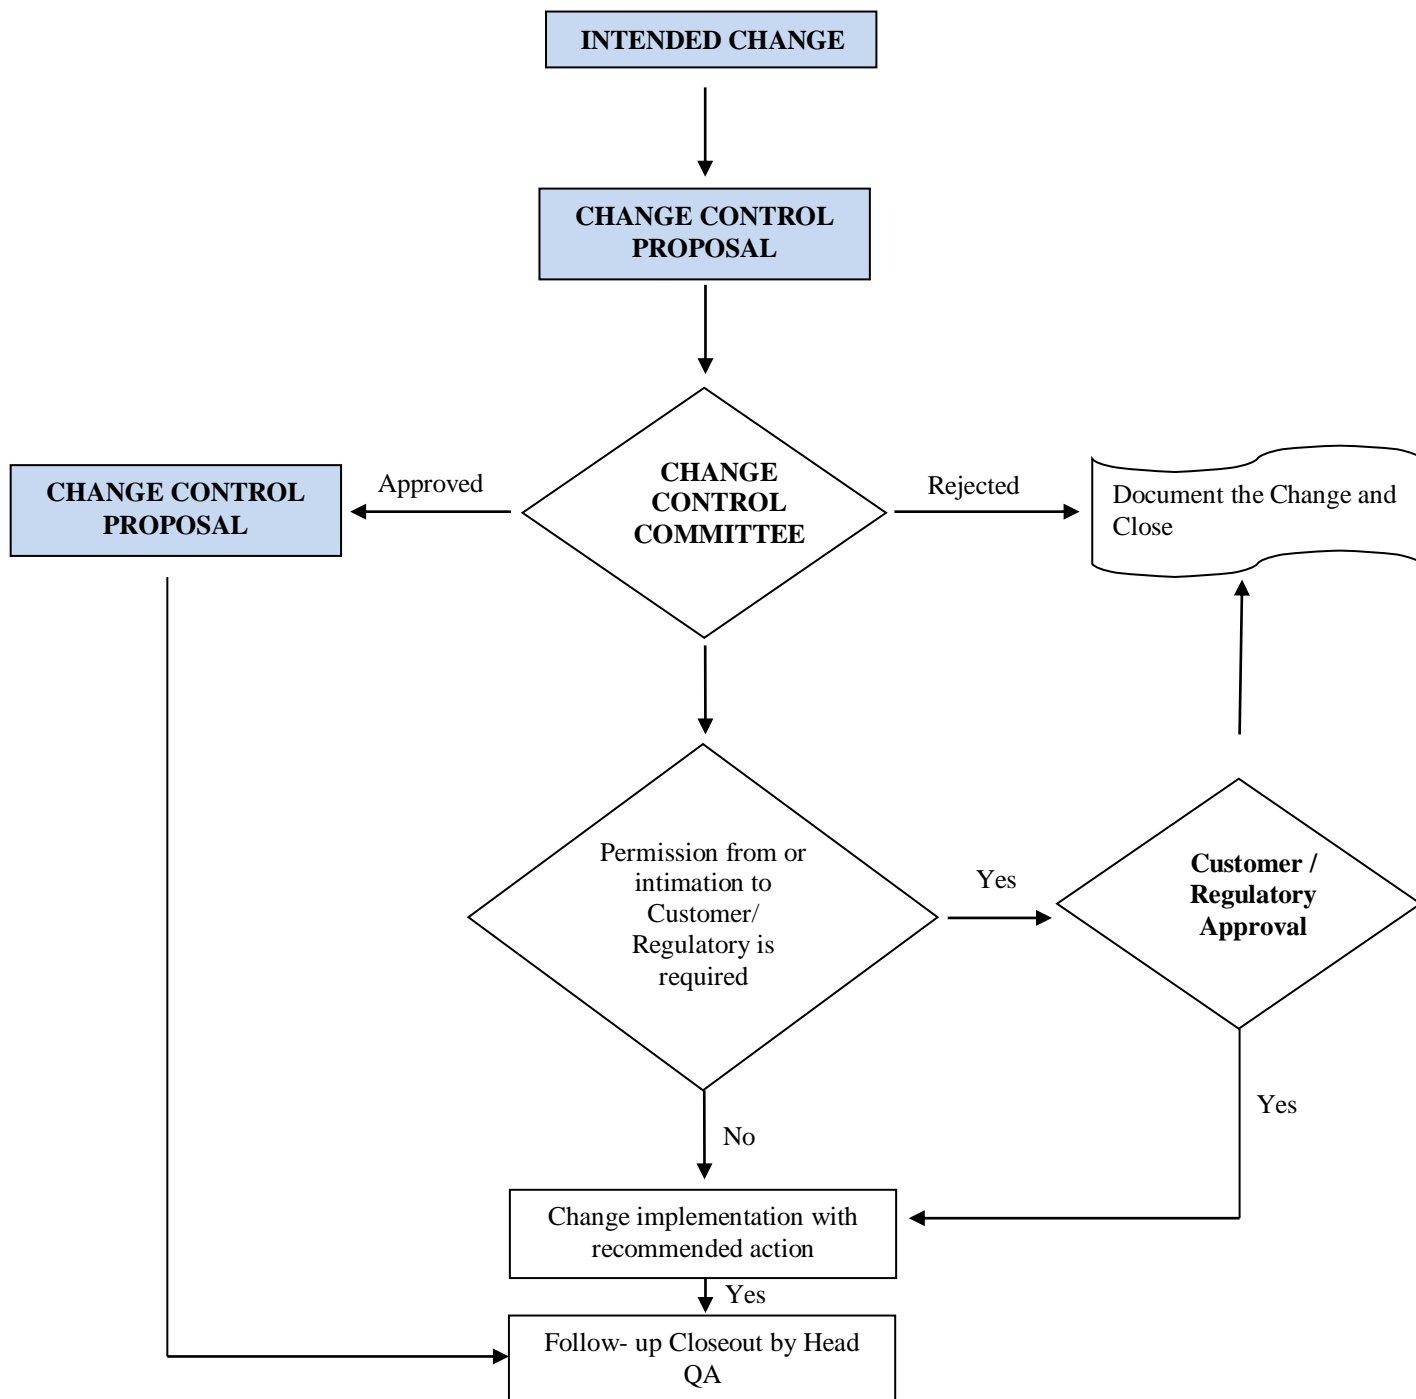 INTENDED CHANGE
CHANGE CONTROL
PROPOSAL
CHANGE CONTROL
PROPOSAL
Approved
CHANGE
CONTROL
COMMITTEE
Rejected
Document the Change and
Close
Permission from or
intimation to
Customer/
Regulatory is
required
Yes
Customer /
Regulatory
Approval
Yes
No
Change implementation with
recommended action
Yes
Follow- up Closeout by Head
QA